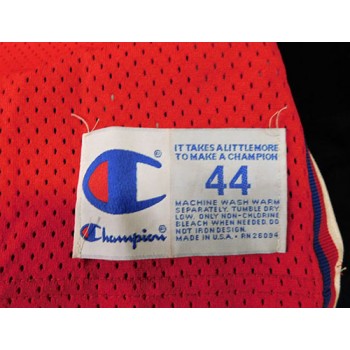 IT TAKES A LITTLE MORE
TO MAKE A CHAMPION
44
Champion
MACHINE WASH WARM
SEPARATELY. TUMBLE DRY
LOW. ONLY NON-CHLORINE
BLEACH WHEN NEEDED. DO
NOT IRON DESIGN.
MADE IN U.S.A. • RN 26094